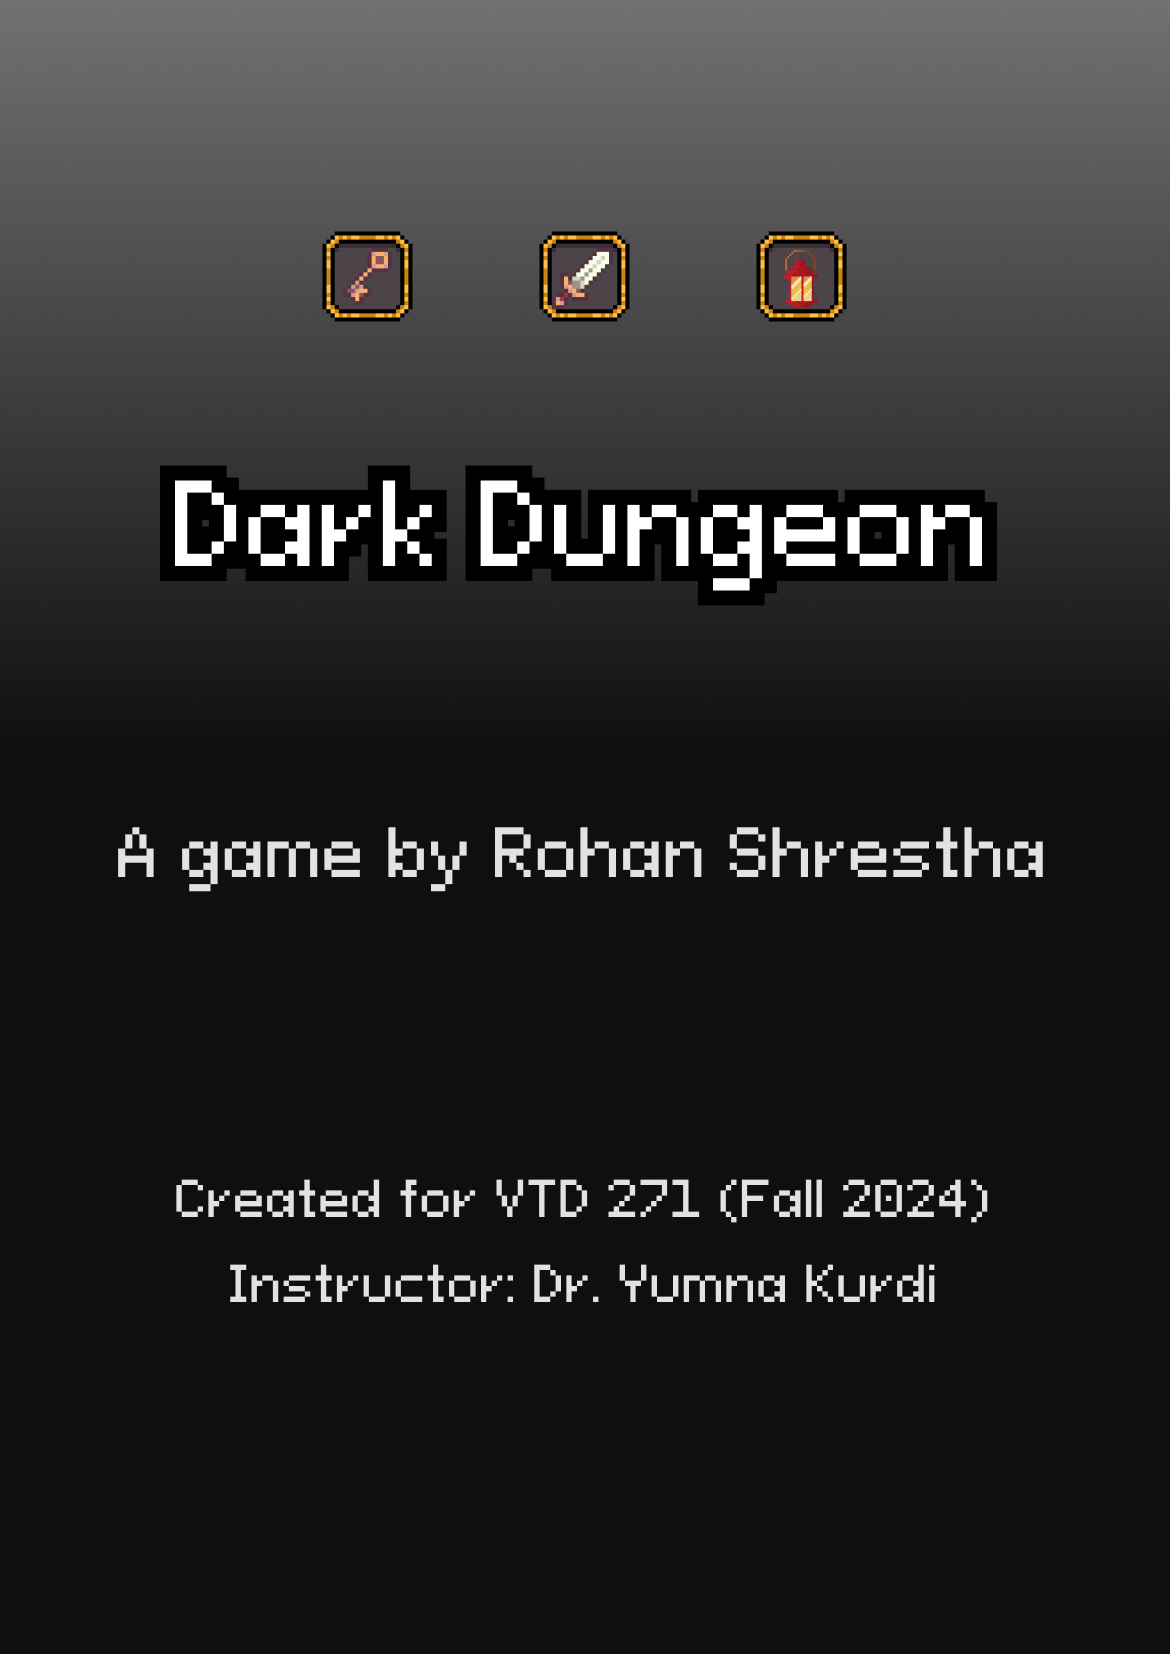 Dark Dungeon
A game by Rohan Shrestha
Created for VTD 271 (Fall 2024)
Instructor: Dr. Yumna Kurdi